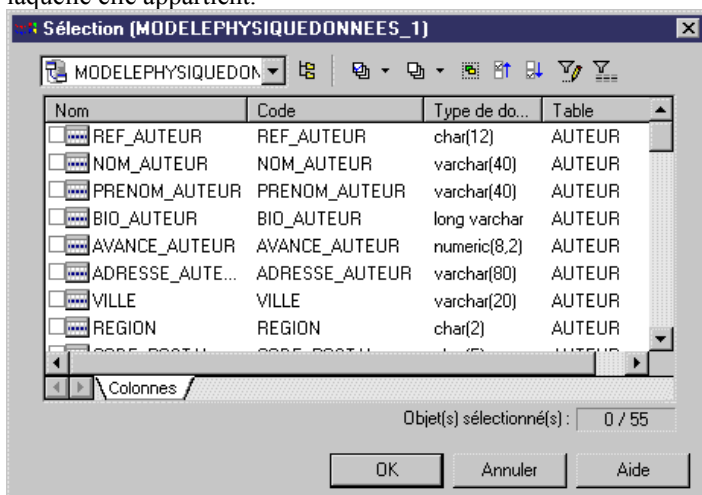 laquelle elle appartient.
Sélection (MODELEPHYSIQUEDONNEES_1)
MODELEPHYSIQUEDON
Nom Code Type de do... Table
REF_AUTEUR REF_AUTEUR char(12) AUTEUR
NOM_AUTEUR NOM_AUTEUR varchar(40) AUTEUR
PRENOM_AUTEUR PRENOM_AUTEUR varchar(40) AUTEUR
BIO_AUTEUR BIO_AUTEUR long varchar AUTEUR
AVANCE_AUTEUR AVANCE_AUTEUR numeric(8,2) AUTEUR
ADRESSE_AUTE... ADRESSE_AUTEUR varchar(80) AUTEUR
VILLE VILLE varchar(20) AUTEUR
REGION REGION char(2) AUTEUR
Colonnes
Objet(s) sélectionné(s) : 0 / 55
OK Annuler Aide